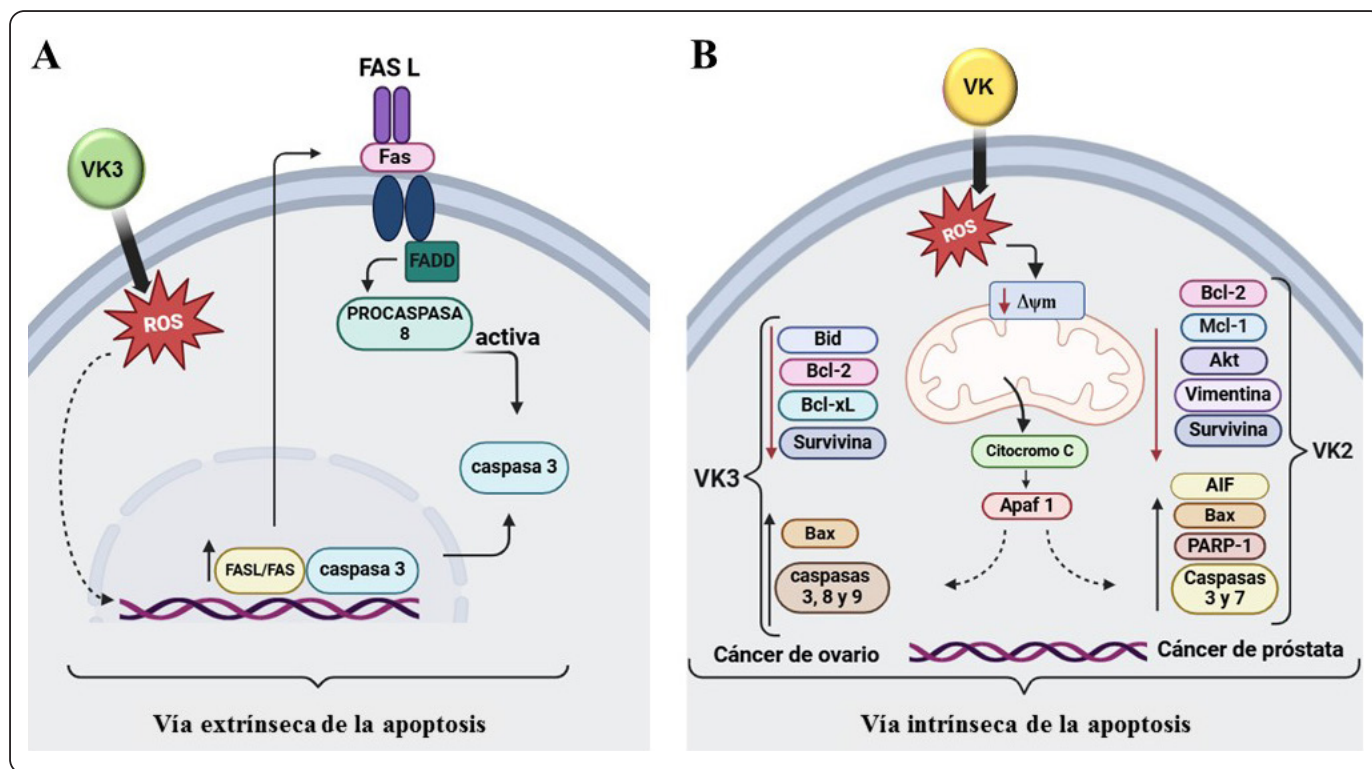 A
FAS L
Fas
VK3
ROS
FADD
PROCASPASA
8
activa
caspasa 3
FASL/FAS
caspasa 3
Vía extrínseca de la apoptosis
B
VK
ROS
Δψm
Bid
Bcl-2
Bcl-xL
Survivina
VK3
Bax
caspasas
3, 8 y 9
Cáncer de ovario
Citocromo C
Apaf 1
Bcl-2
Mcl-1
Akt
Vimentina
Survivina
VK2
AIF
Bax
PARP-1
Caspasas
3 y 7
Cáncer de próstata
Vía intrínseca de la apoptosis